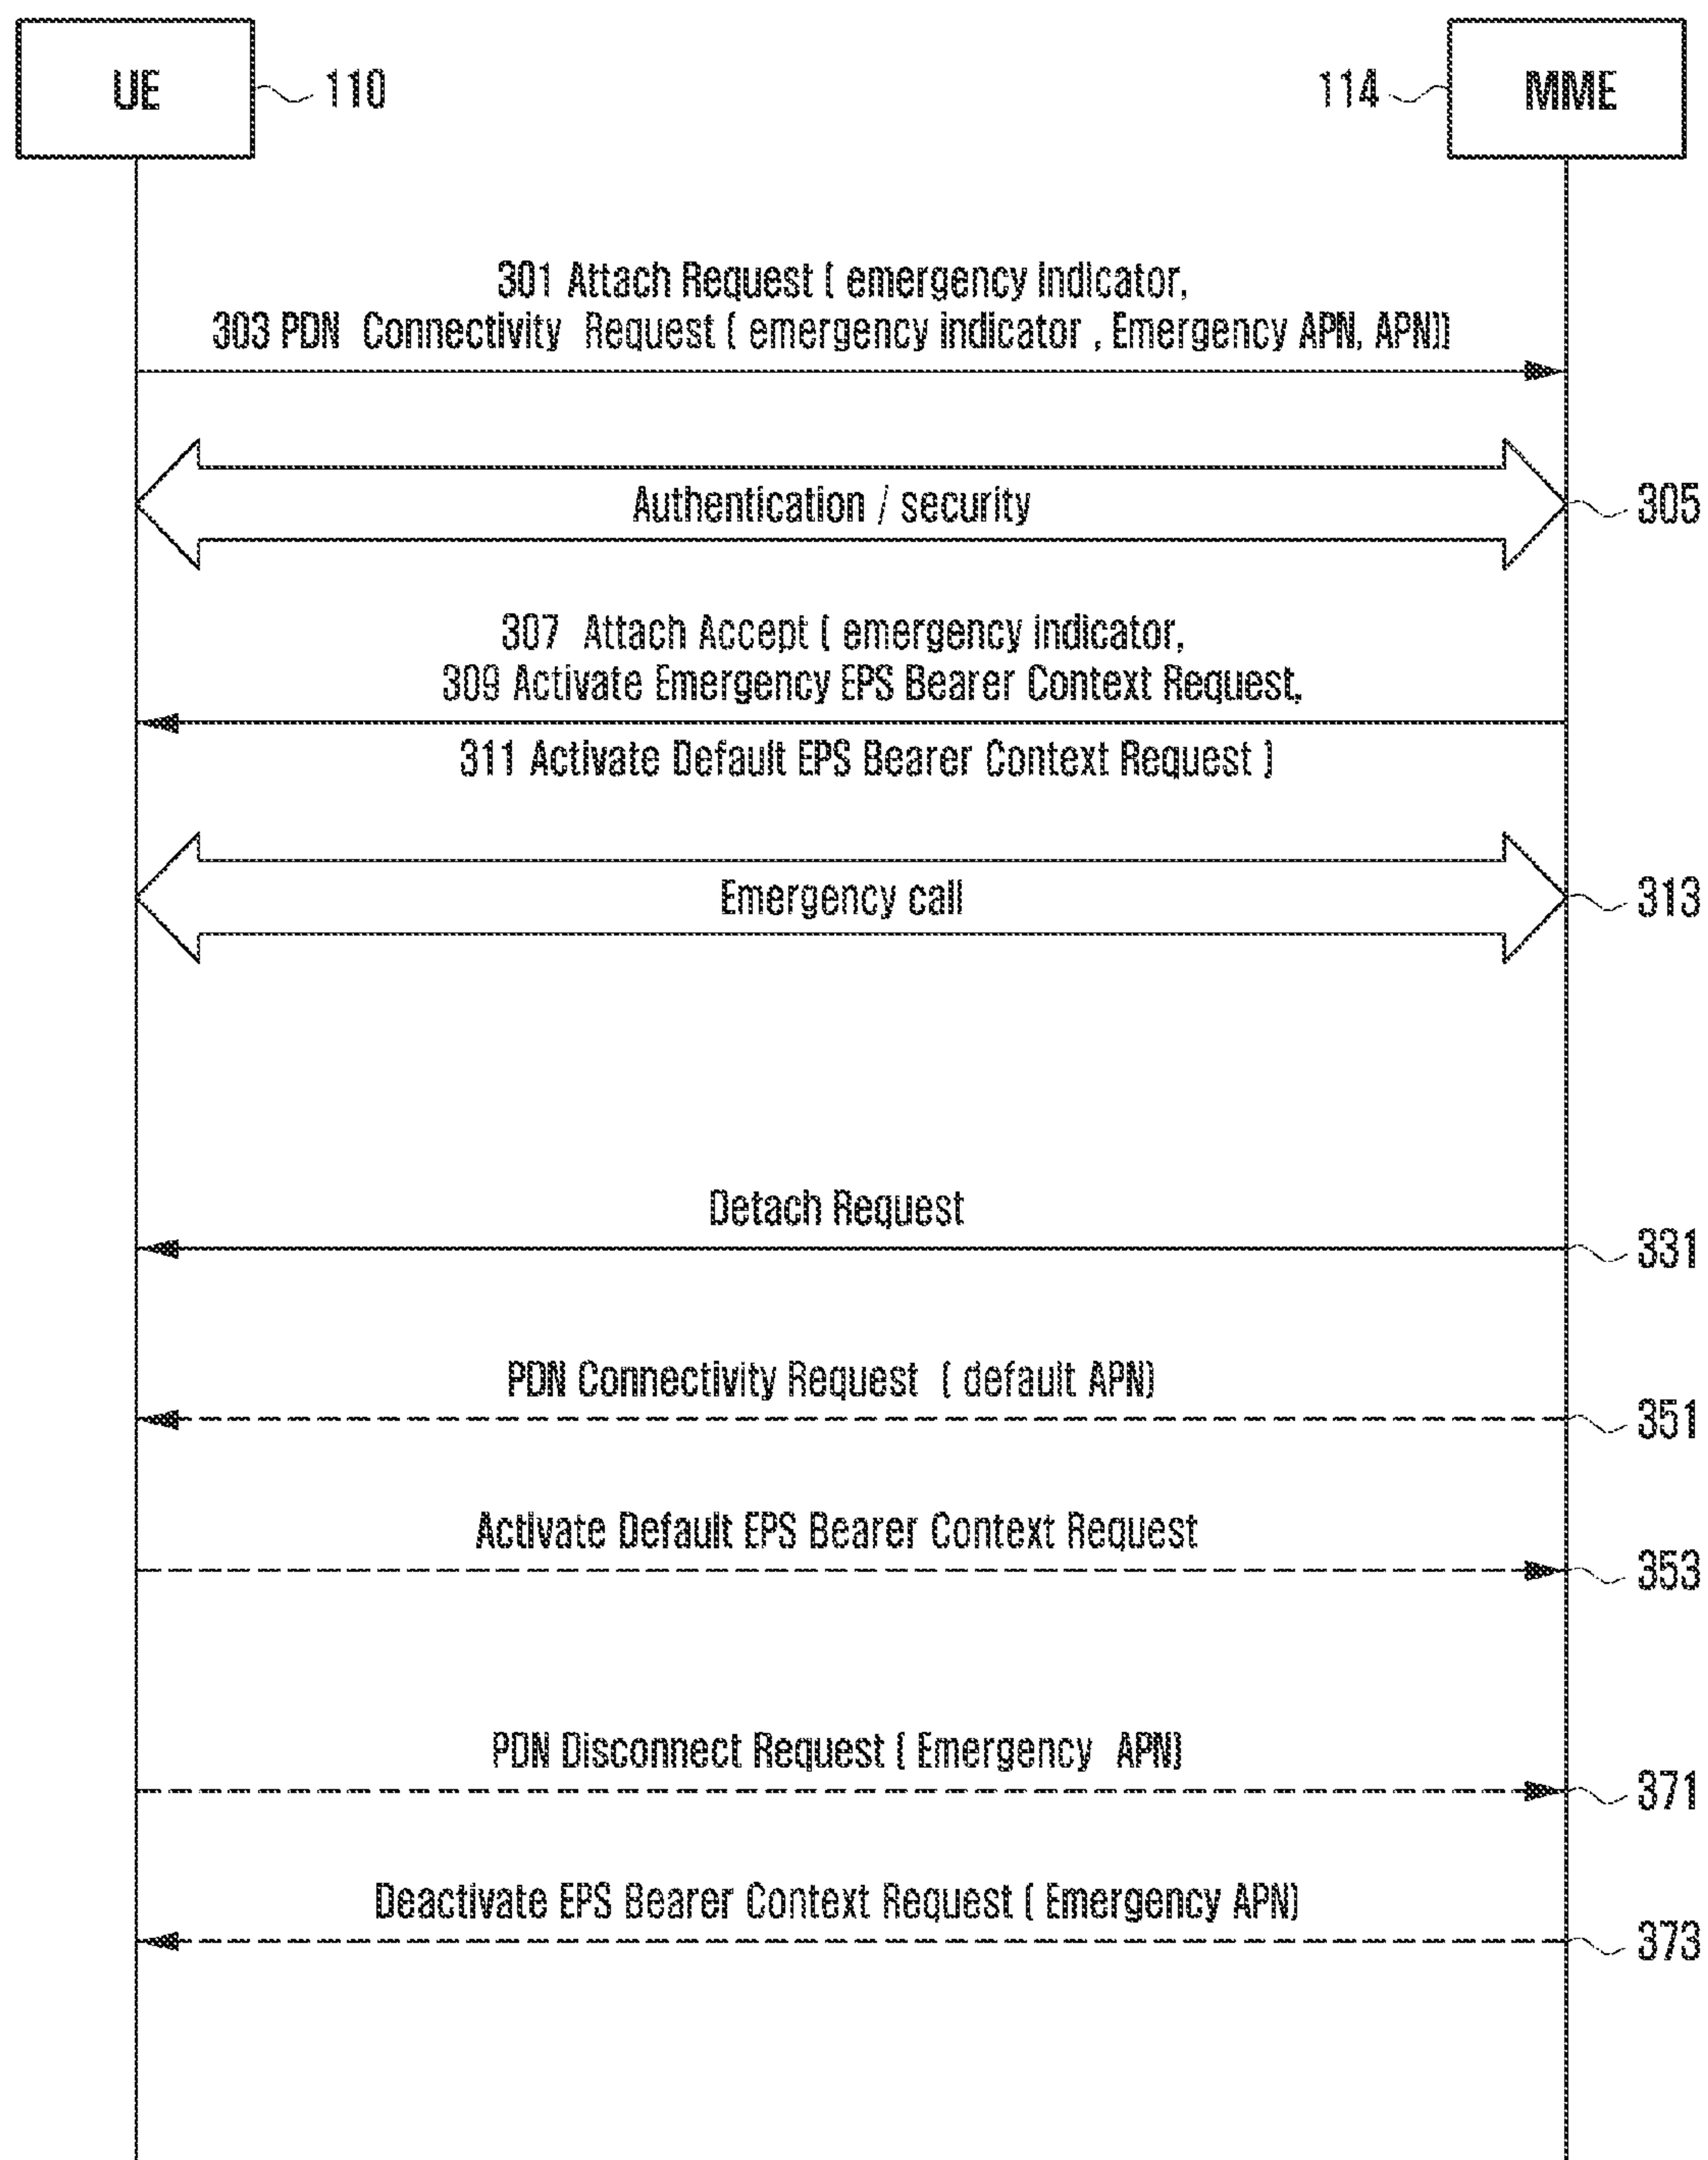 UE
110
114
MME
301 Attach Request [ emergency indicator,
303 PDN Connectivity Request [ emergency indicator , Emergency APN, APN]]
Authentication / security
305
307 Attach Accept [ emergency indicator,
309 Activate Emergency EPS Bearer Context Request,
311 Activate Default EPS Bearer Context Request ]
Emergency call
313
Detach Request
331
PDN Connectivity Request [ default APN]
351
Activate Default EPS Bearer Context Request
353
PDN Disconnect Request [ Emergency APN]
371
Deactivate EPS Bearer Context Request [ Emergency APN]
373